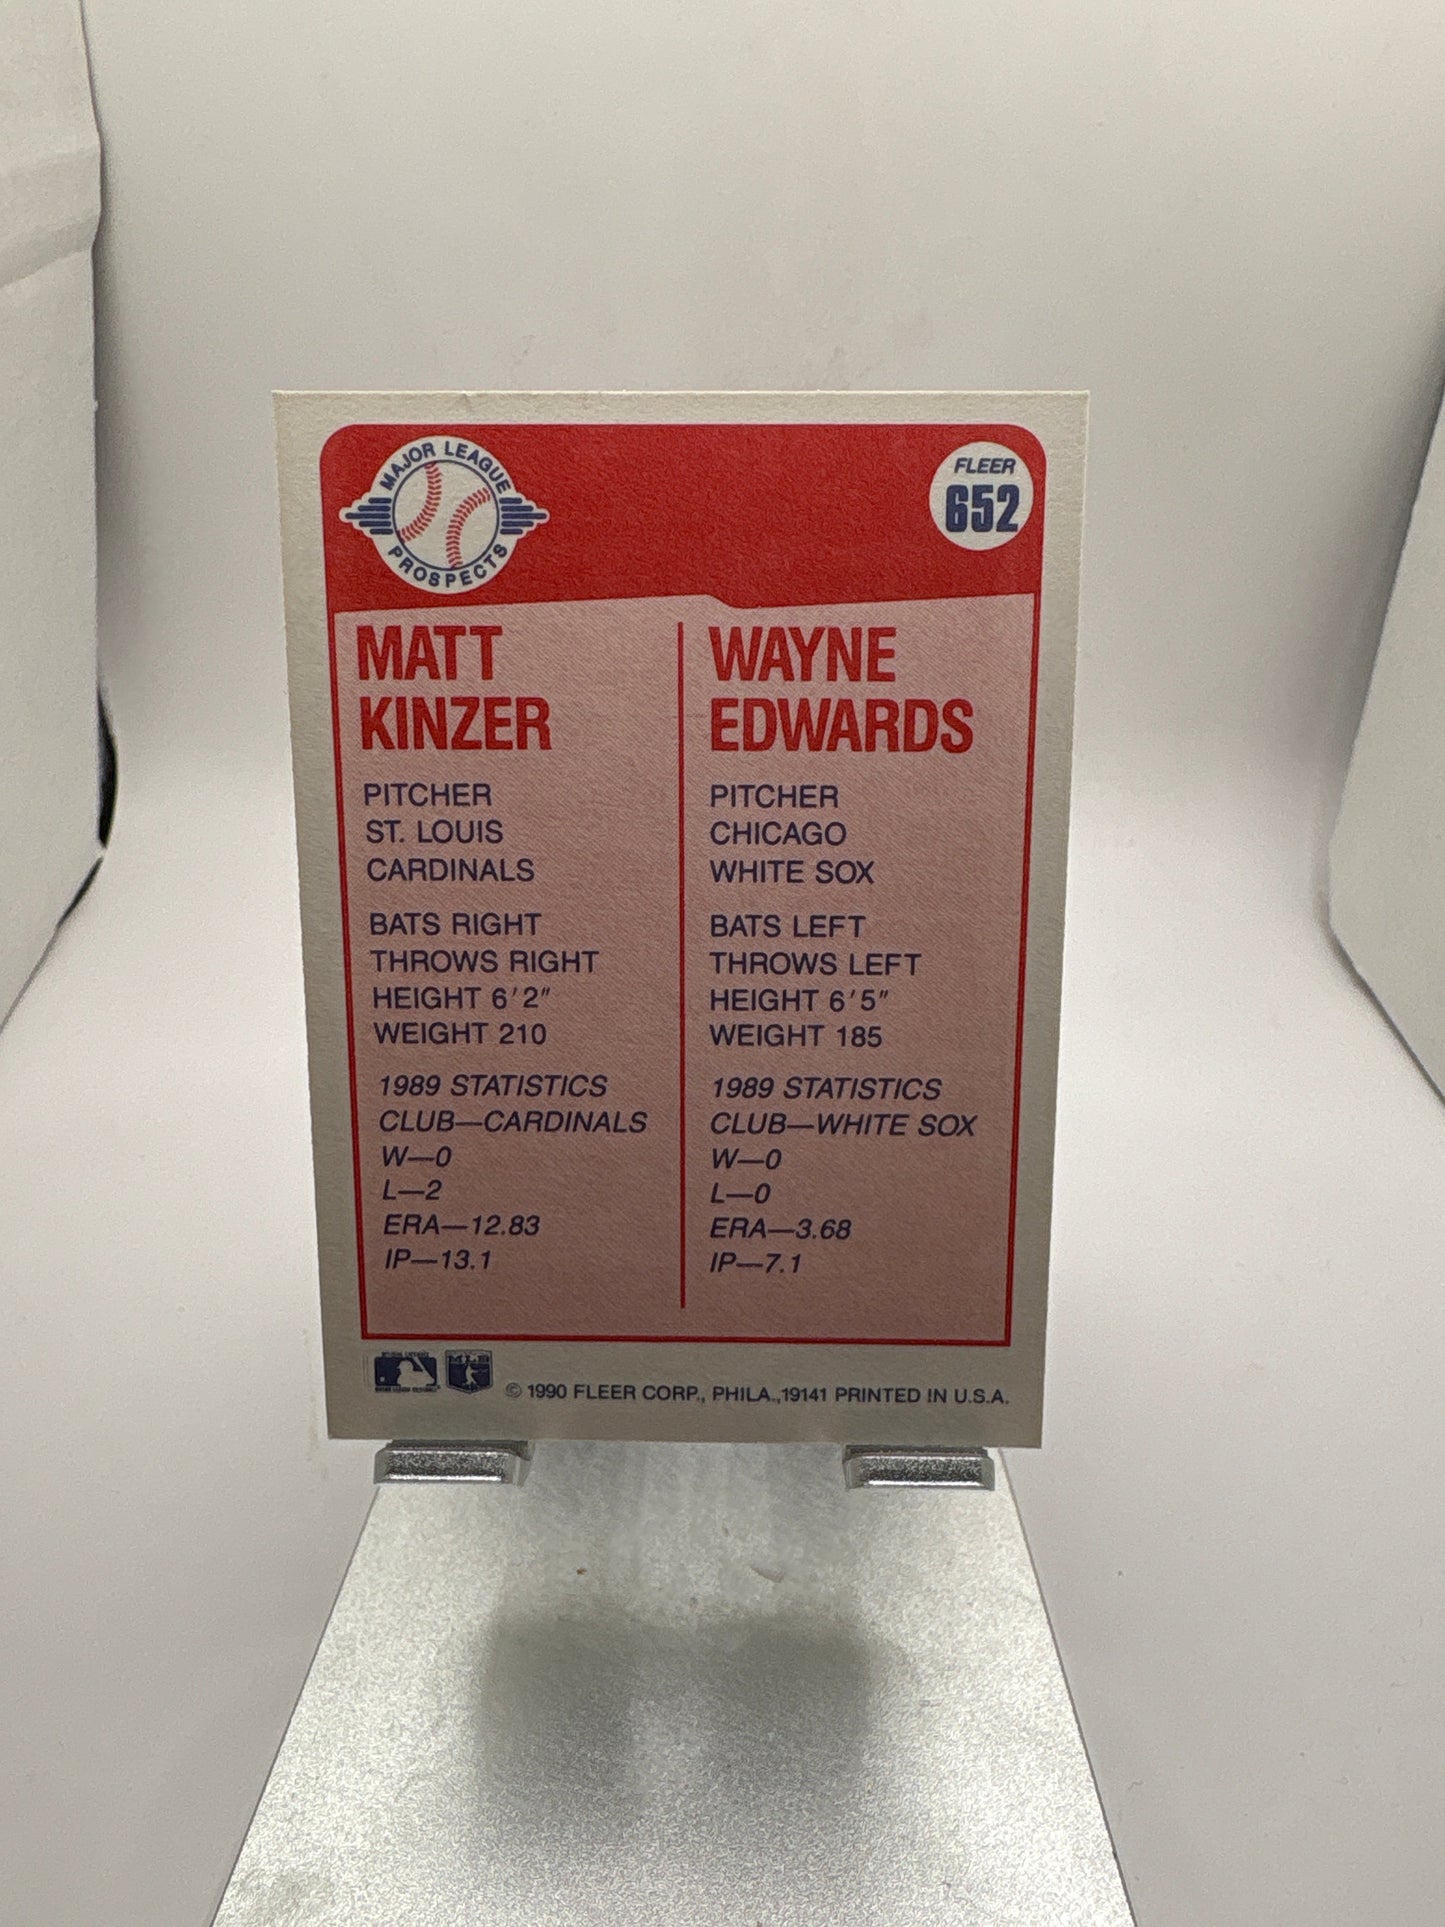 MAJOR LEAGUE
PROSPECTS
FLEER
652
MATT
KINZER
PITCHER
ST. LOUIS
CARDINALS
BATS RIGHT
THROWS RIGHT
HEIGHT 6'2"
WEIGHT 210
1989 STATISTICS
CLUB—CARDINALS
W—0
L—2
ERA—12.83
IP—13.1
WAYNE
EDWARDS
PITCHER
CHICAGO
WHITE SOX
BATS LEFT
THROWS LEFT
HEIGHT 6'5"
WEIGHT 185
1989 STATISTICS
CLUB—WHITE SOX
W—0
L—0
ERA—3.68
IP—7.1
MLB
© 1990 FLEER CORP., PHILA.,19141 PRINTED IN U.S.A.